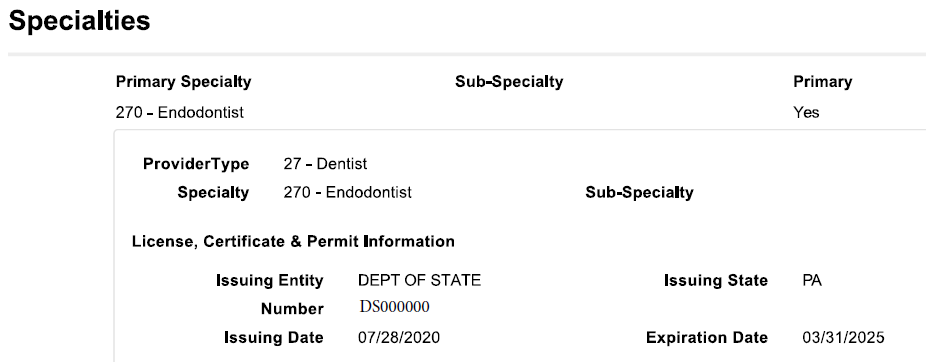 Specialties
Primary Specialty Sub-Specialty Primary
270 - Endodontist Yes
ProviderType 27 - Dentist
Specialty 270 - Endodontist Sub-Specialty
License, Certificate & Permit Information
Issuing Entity DEPT OF STATE Issuing State PA
Number DS000000
Issuing Date 07/28/2020 Expiration Date 03/31/2025